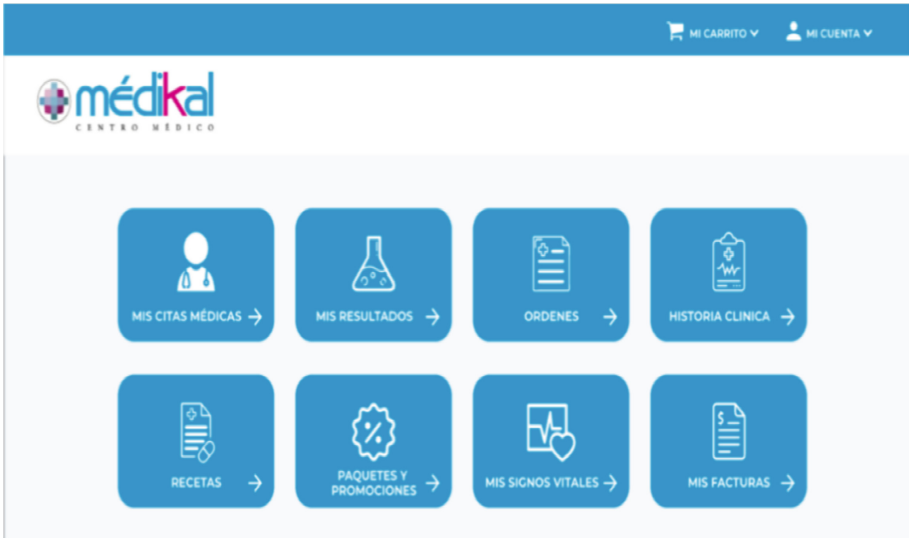 MI CARRITO
MI CUENTA
médikal
CENTRO MÉDICO
MIS CITAS MÉDICAS
MIS RESULTADOS
ORDENES
HISTORIA CLINICA
RECETAS
PAQUETES Y
PROMOCIONES
MIS SIGNOS VITALES
MIS FACTURAS